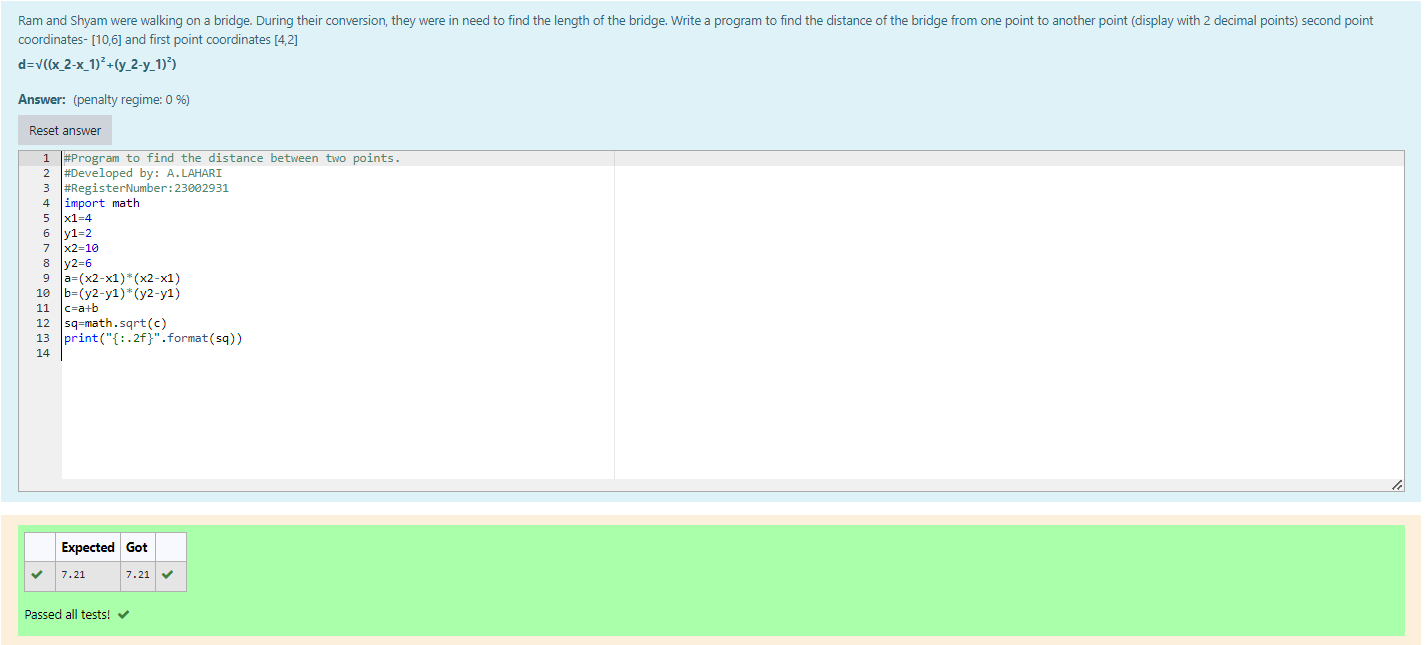 Ram and Shyam were walking on a bridge. During their conversion, they were in need to find the length of the bridge. Write a program to find the distance of the bridge from one point to another point (display with 2 decimal points) second point
coordinates- [10,6] and first point coordinates [4,2]
d=√((x_2-x_1)²+(y_2-y_1)²)
Answer: (penalty regime: 0 %)
Reset answer
1 #Program to find the distance between two points.
2 #Developed by: A.LAHARI
3 #RegisterNumber:23002931
4 import math
5 x1=4
6 y1=2
7 x2=10
8 y2=6
9 a=(x2-x1)*(x2-x1)
10 b=(y2-y1)*(y2-y1)
11 c=a+b
12 sq=math.sqrt(c)
13 print("{:.2f}".format(sq))
14
Expected Got
7.21 7.21
Passed all tests!